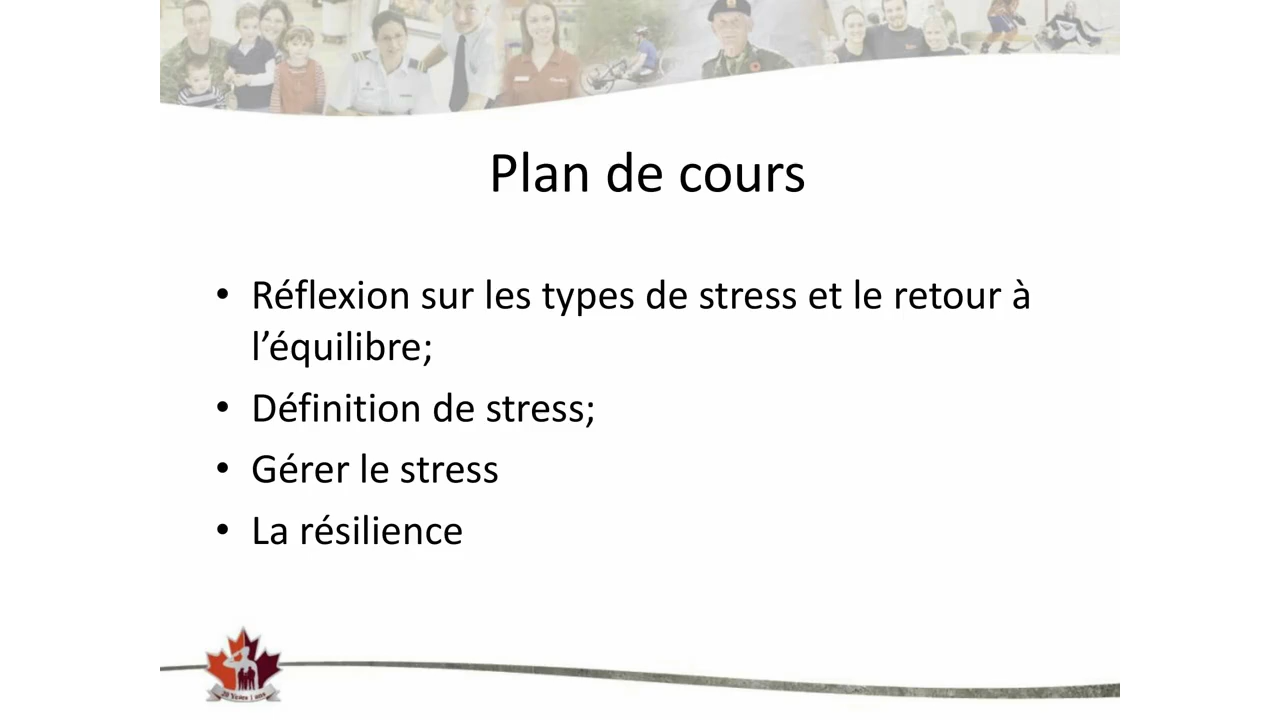 Plan de cours
• Réflexion sur les types de stress et le retour à
l’équilibre;
• Définition de stress;
• Gérer le stress
• La résilience